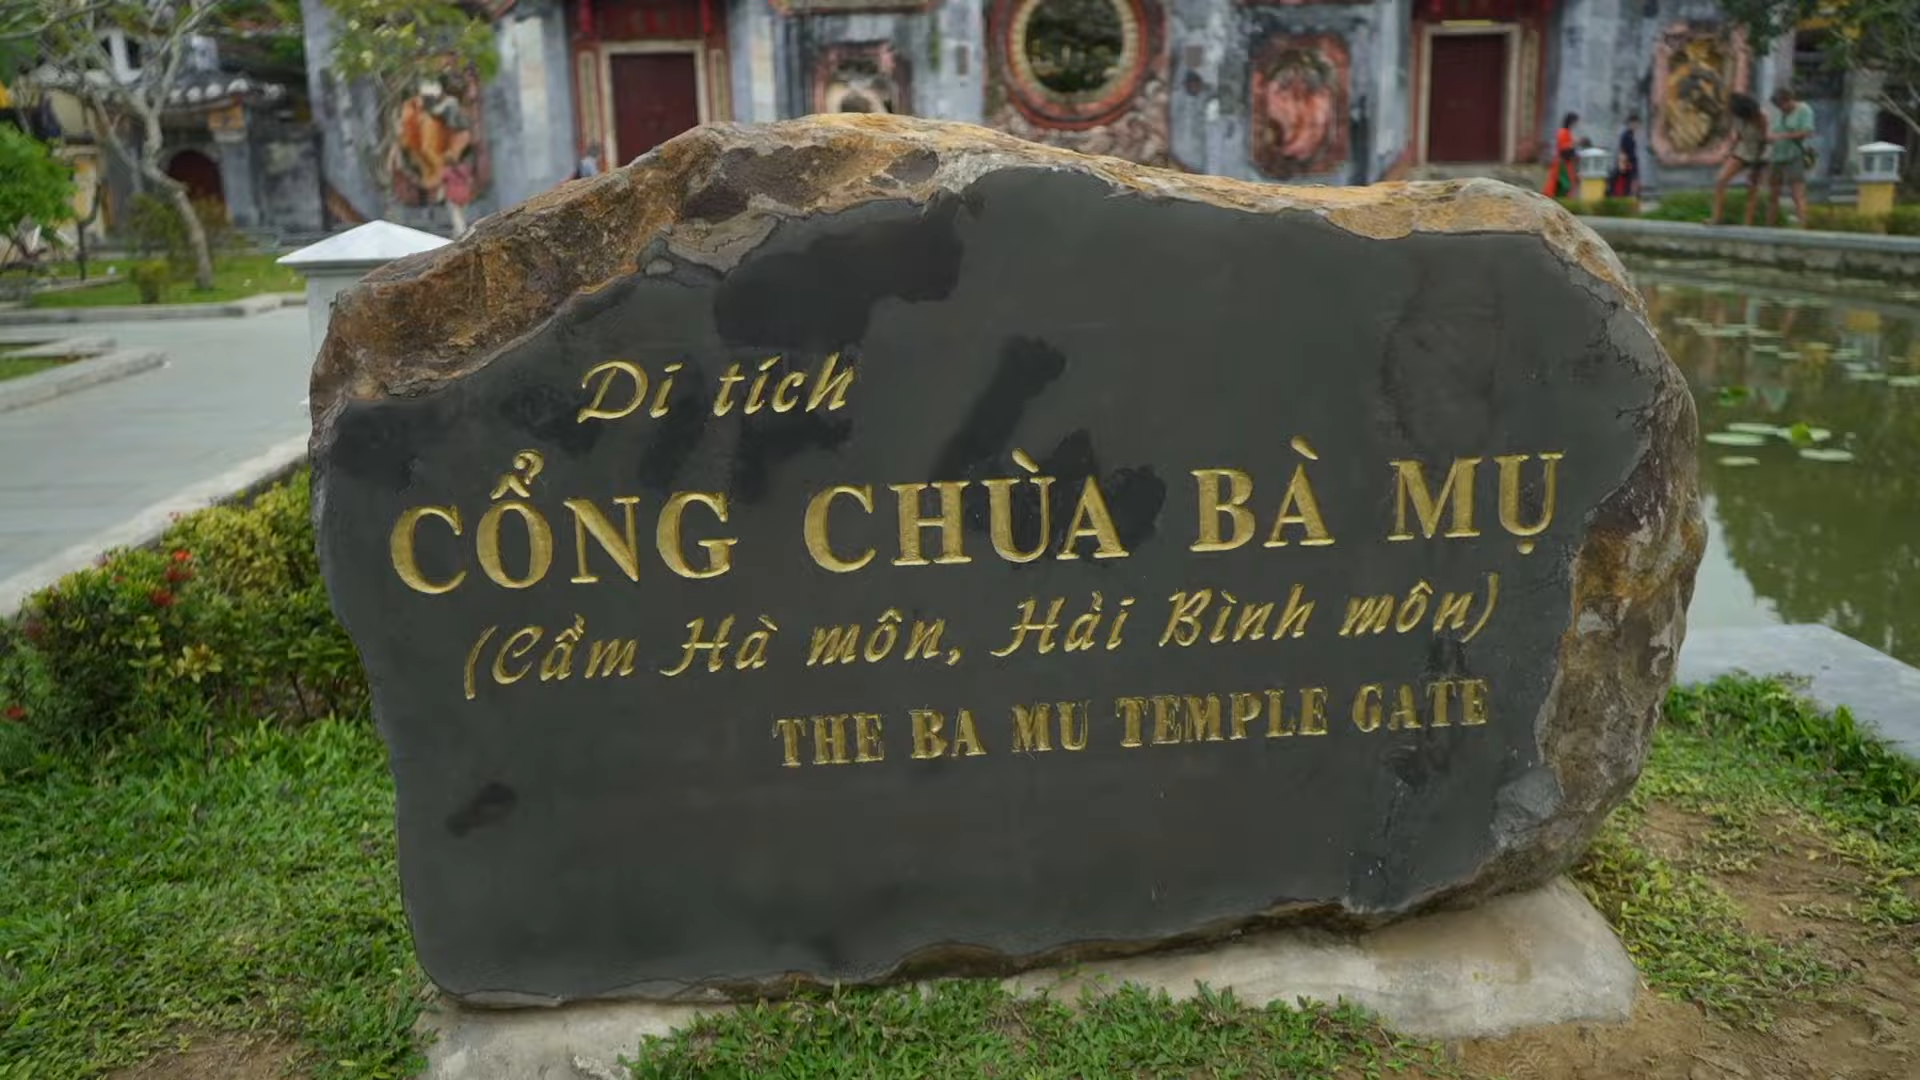 Di tích
CỔNG CHÙA BÀ MỤ
(Cẩm Hà môn, Hải Bình môn)
THE BA MU TEMPLE GATE